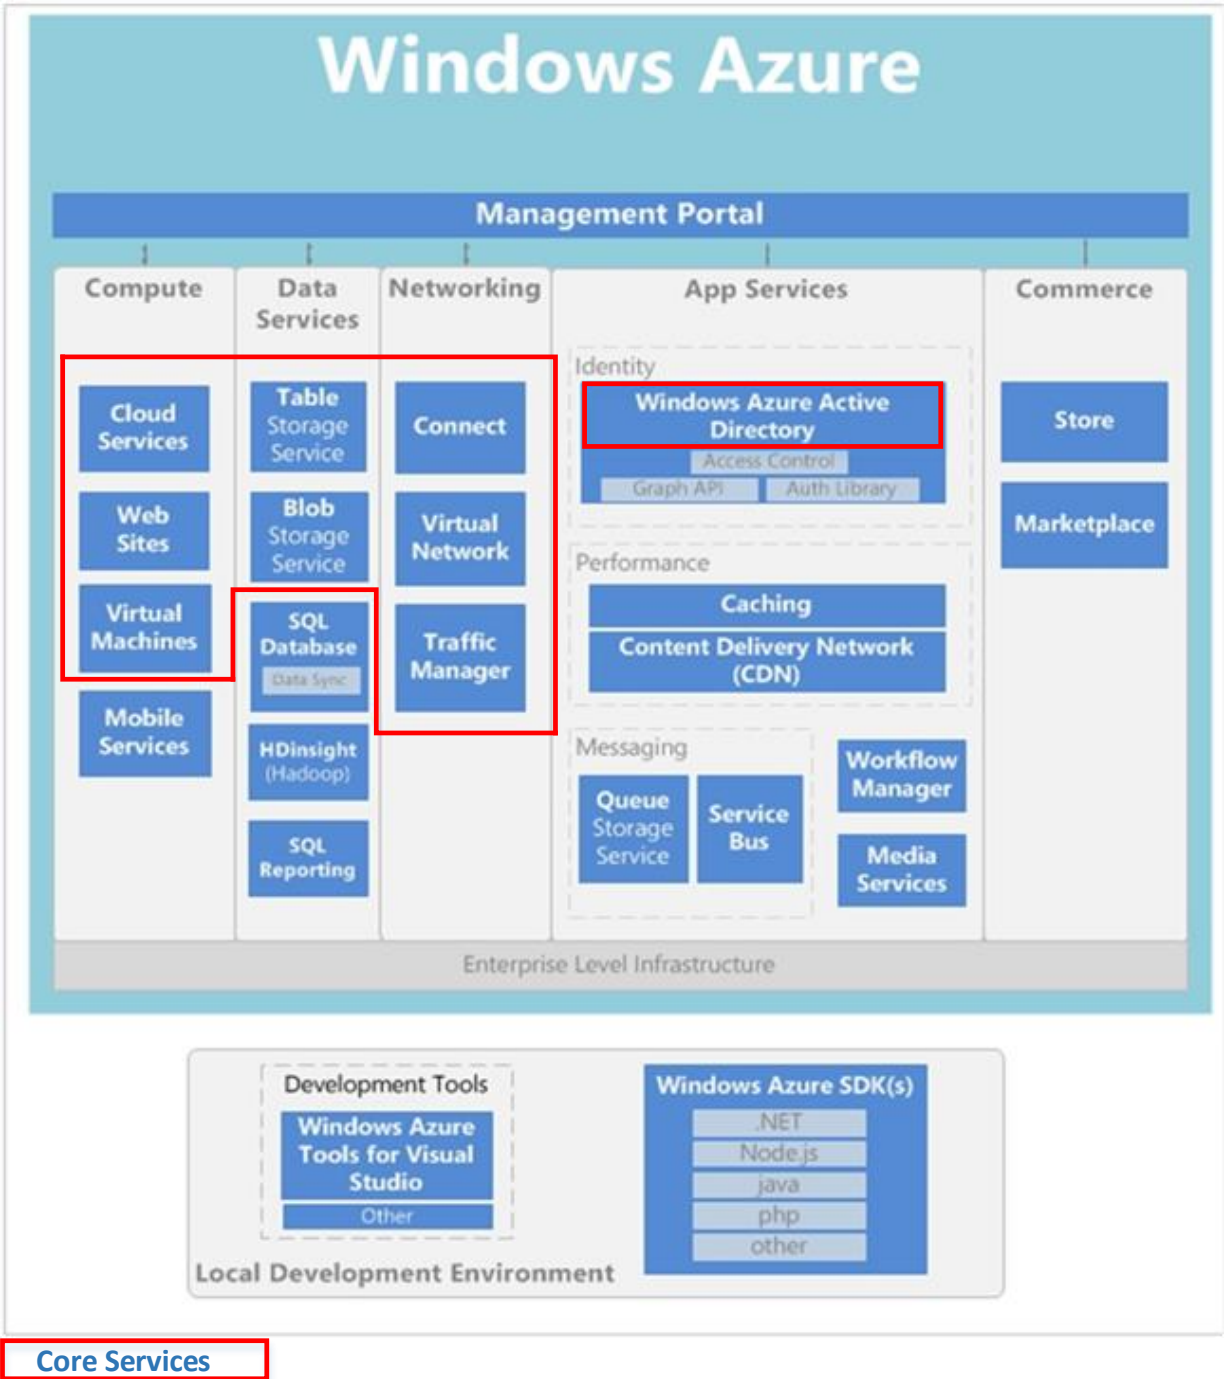 Windows Azure
Management Portal
Compute
Cloud
Services
Web
Sites
Virtual
Machines
Mobile
Services
Data
Services
Table
Storage
Service
Blob
Storage
Service
SQL
Database
Data Sync
HDinsight
(Hadoop)
SQL
Reporting
Networking
Connect
Virtual
Network
Traffic
Manager
App Services
Identity
Windows Azure Active
Directory
Access Control
Graph API
Auth Library
Performance
Caching
Content Delivery Network
(CDN)
Messaging
Queue
Storage
Service
Service
Bus
Workflow
Manager
Media
Services
Commerce
Store
Marketplace
Enterprise Level Infrastructure
Development Tools
Windows Azure
Tools for Visual
Studio
Other
Windows Azure SDK(s)
.NET
Node.js
java
php
other
Local Development Environment
Core Services